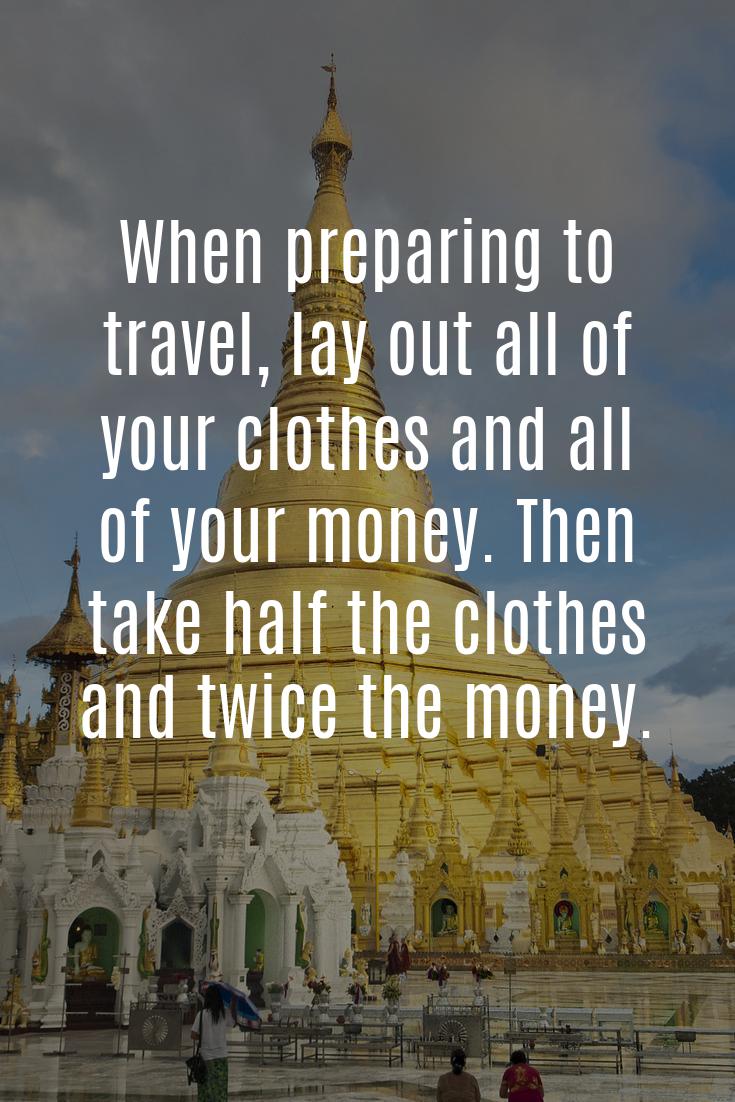 When preparing to
travel, lay out all of
your clothes and all
of your money. Then
take half the clothes
and twice the money.